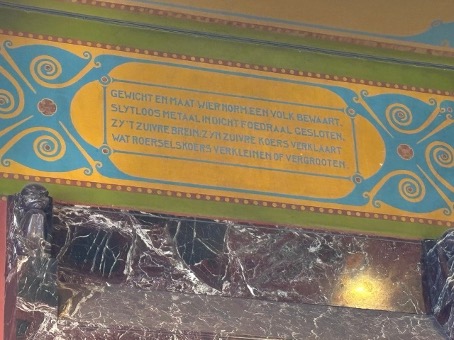 GEWICHT EN MAAT WIER NORM EEN VOLK BEWAART,
SLYTLOOS METAAL IN DICHT FOEDRAAL GESLOTEN,
ZY 'T ZUIVRE BREIN, Z'YN ZUIVRE KOERS VERKLAART
WAT ROERSELS KOERS VERKLEINEN OF VERGROOTEN